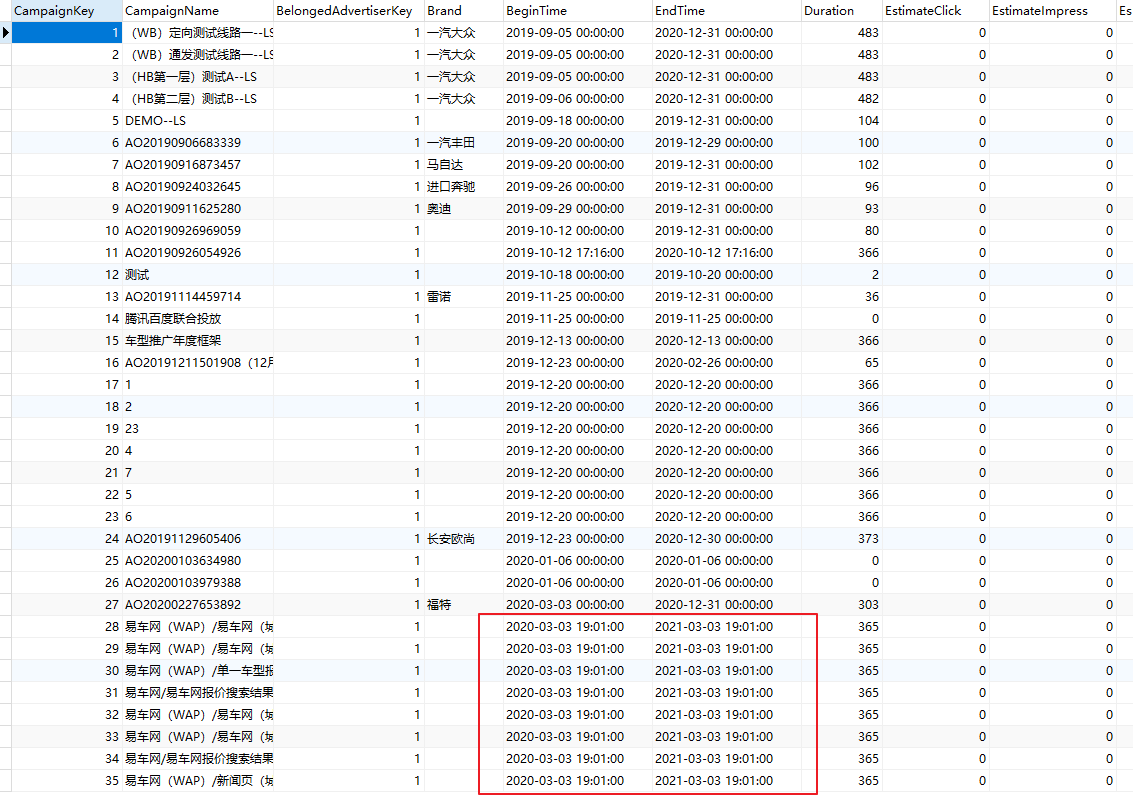 CampaignKey CampaignName BelongedAdvertiserKey Brand BeginTime EndTime Duration EstimateClick EstimateImpress Es
1 （WB）定向测试线路一--LS 1 一汽大众 2019-09-05 00:00:00 2020-12-31 00:00:00 483 0 0
2 （WB）通发测试线路一--LS 1 一汽大众 2019-09-05 00:00:00 2020-12-31 00:00:00 483 0 0
3 （HB第一层）测试A--LS 1 一汽大众 2019-09-05 00:00:00 2020-12-31 00:00:00 483 0 0
4 （HB第二层）测试B--LS 1 一汽大众 2019-09-06 00:00:00 2020-12-31 00:00:00 482 0 0
5 DEMO--LS 1 2019-09-18 00:00:00 2019-12-31 00:00:00 104 0 0
6 AO20190906683339 1 一汽丰田 2019-09-20 00:00:00 2019-12-29 00:00:00 100 0 0
7 AO20190916873457 1 马自达 2019-09-20 00:00:00 2019-12-31 00:00:00 102 0 0
8 AO20190924032645 1 进口奔驰 2019-09-26 00:00:00 2019-12-31 00:00:00 96 0 0
9 AO20190911625280 1 奥迪 2019-09-29 00:00:00 2019-12-31 00:00:00 93 0 0
10 AO20190926969059 1 2019-10-12 00:00:00 2019-12-31 00:00:00 80 0 0
11 AO20190926054926 1 2019-10-12 17:16:00 2020-10-12 17:16:00 366 0 0
12 测试 1 2019-10-18 00:00:00 2019-10-20 00:00:00 2 0 0
13 AO20191114459714 1 雷诺 2019-11-25 00:00:00 2019-12-31 00:00:00 36 0 0
14 腾讯百度联合投放 1 2019-11-25 00:00:00 2019-11-25 00:00:00 0 0 0
15 车型推广年度框架 1 2019-12-13 00:00:00 2020-12-13 00:00:00 366 0 0
16 AO20191211501908（12月 1 2019-12-23 00:00:00 2020-02-26 00:00:00 65 0 0
17 1 1 2019-12-20 00:00:00 2020-12-20 00:00:00 366 0 0
18 2 1 2019-12-20 00:00:00 2020-12-20 00:00:00 366 0 0
19 23 1 2019-12-20 00:00:00 2020-12-20 00:00:00 366 0 0
20 4 1 2019-12-20 00:00:00 2020-12-20 00:00:00 366 0 0
21 7 1 2019-12-20 00:00:00 2020-12-20 00:00:00 366 0 0
22 5 1 2019-12-20 00:00:00 2020-12-20 00:00:00 366 0 0
23 6 1 2019-12-20 00:00:00 2020-12-20 00:00:00 366 0 0
24 AO20191129605406 1 长安欧尚 2019-12-23 00:00:00 2020-12-30 00:00:00 373 0 0
25 AO20200103634980 1 2020-01-06 00:00:00 2020-01-06 00:00:00 0 0 0
26 AO20200103979388 1 2020-01-06 00:00:00 2020-01-06 00:00:00 0 0 0
27 AO20200227653892 1 福特 2020-03-03 00:00:00 2020-12-31 00:00:00 303 0 0
28 易车网（WAP）/易车网（ 1 2020-03-03 19:01:00 2021-03-03 19:01:00 365 0 0
29 易车网（WAP）/易车网（ 1 2020-03-03 19:01:00 2021-03-03 19:01:00 365 0 0
30 易车网（WAP）/单一车型报 1 2020-03-03 19:01:00 2021-03-03 19:01:00 365 0 0
31 易车网/易车网报价搜索结果 1 2020-03-03 19:01:00 2021-03-03 19:01:00 365 0 0
32 易车网（WAP）/易车网（ 1 2020-03-03 19:01:00 2021-03-03 19:01:00 365 0 0
33 易车网（WAP）/易车网（ 1 2020-03-03 19:01:00 2021-03-03 19:01:00 365 0 0
34 易车网/易车网报价搜索结果 1 2020-03-03 19:01:00 2021-03-03 19:01:00 365 0 0
35 易车网（WAP）/新闻页（ 1 2020-03-03 19:01:00 2021-03-03 19:01:00 365 0 0